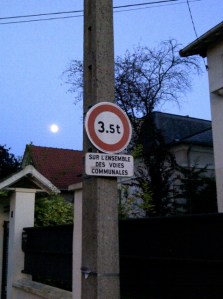 3.5t
SUR L'ENSEMBLE
DES VOIES
COMMUNALES